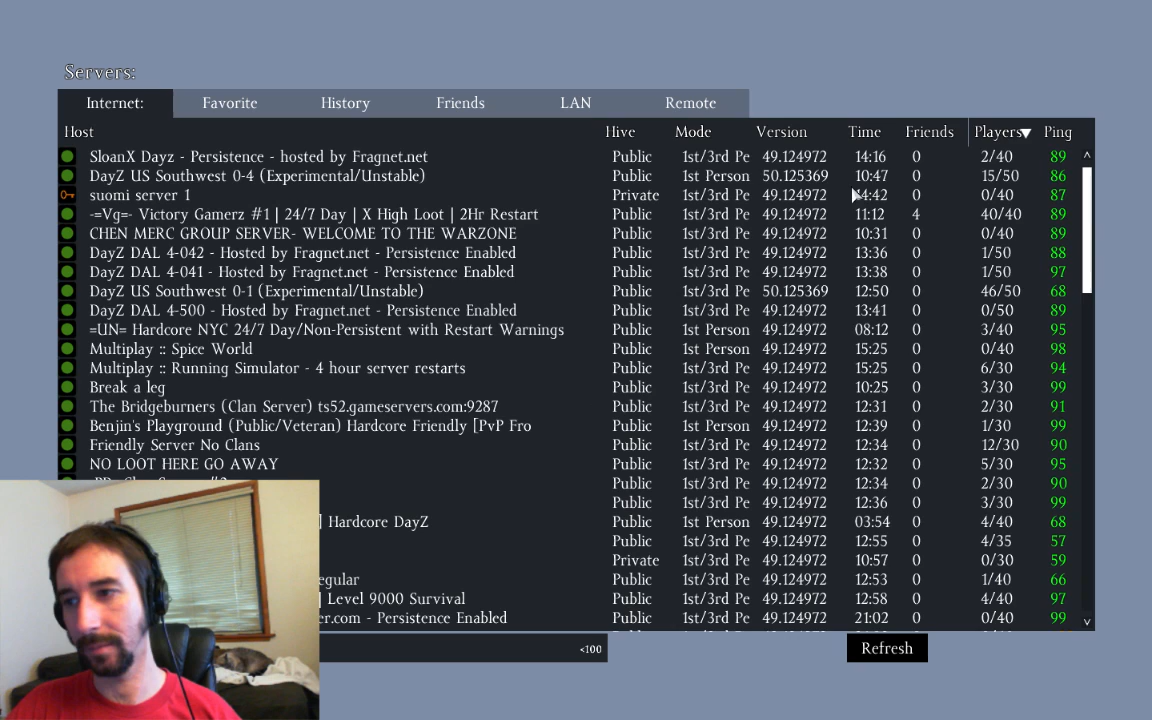 Servers:
Internet: Favorite History Friends LAN Remote
Host Hive Mode Version Time Friends Players Ping
SloanX Dayz - Persistence - hosted by Fragnet.net Public 1st/3rd Pe 49.124972 14:16 0 2/40 89
DayZ US Southwest 0-4 (Experimental/Unstable) Public 1st Person 50.125369 10:47 0 15/50 86
suomi server 1 Private 1st/3rd Pe 49.124972 14:42 0 0/40 87
-=Vg=- Victory Gamerz #1 | 24/7 Day | X High Loot | 2Hr Restart Public 1st/3rd Pe 49.124972 11:12 4 40/40 89
CHEN MERC GROUP SERVER- WELCOME TO THE WARZONE Public 1st/3rd Pe 49.124972 10:31 0 0/40 89
DayZ DAL 4-042 - Hosted by Fragnet.net - Persistence Enabled Public 1st/3rd Pe 49.124972 13:36 0 1/50 88
DayZ DAL 4-041 - Hosted by Fragnet.net - Persistence Enabled Public 1st/3rd Pe 49.124972 13:38 0 1/50 97
DayZ US Southwest 0-1 (Experimental/Unstable) Public 1st/3rd Pe 50.125369 12:50 0 46/50 68
DayZ DAL 4-500 - Hosted by Fragnet.net - Persistence Enabled Public 1st/3rd Pe 49.124972 13:41 0 0/50 89
=UN= Hardcore NYC 24/7 Day/Non-Persistent with Restart Warnings Public 1st Person 49.124972 08:12 0 3/40 95
Multiplay :: Spice World Public 1st Person 49.124972 15:25 0 0/40 98
Multiplay :: Running Simulator - 4 hour server restarts Public 1st/3rd Pe 49.124972 15:25 0 6/30 94
Break a leg Public 1st/3rd Pe 49.124972 10:25 0 3/30 99
The Bridgeburners (Clan Server) ts52.gameservers.com:9287 Public 1st/3rd Pe 49.124972 12:31 0 2/30 91
Benjin's Playground (Public/Veteran) Hardcore Friendly [PvP Fro Public 1st Person 49.124972 12:39 0 1/30 99
Friendly Server No Clans Public 1st/3rd Pe 49.124972 12:34 0 12/30 90
NO LOOT HERE GO AWAY Public 1st/3rd Pe 49.124972 12:32 0 5/30 95
Public 1st/3rd Pe 49.124972 12:34 0 2/30 90
Public 1st/3rd Pe 49.124972 12:36 0 3/30 99
] Hardcore DayZ Public 1st Person 49.124972 03:54 0 4/40 68
Public 1st/3rd Pe 49.124972 12:55 0 4/35 57
Private 1st/3rd Pe 49.124972 10:57 0 0/30 59
egular Public 1st/3rd Pe 49.124972 12:53 0 1/40 66
] Level 9000 Survival Public 1st/3rd Pe 49.124972 12:58 0 4/40 97
er.com - Persistence Enabled Public 1st/3rd Pe 49.124972 21:02 0 0/40 99
<100 Refresh